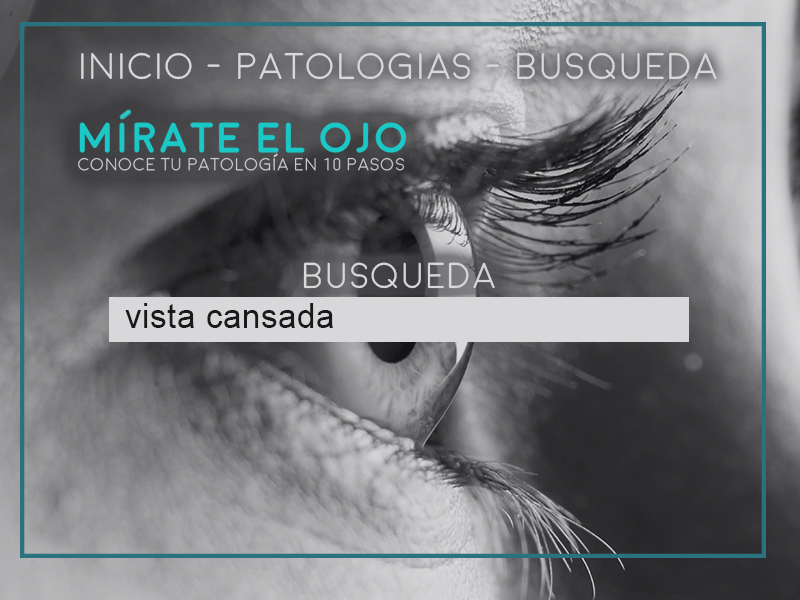 INICIO - PATOLOGIAS - BUSQUEDA
MÍRATE EL OJO
CONOCE TU PATOLOGÍA EN 10 PASOS
BUSQUEDA
vista cansada